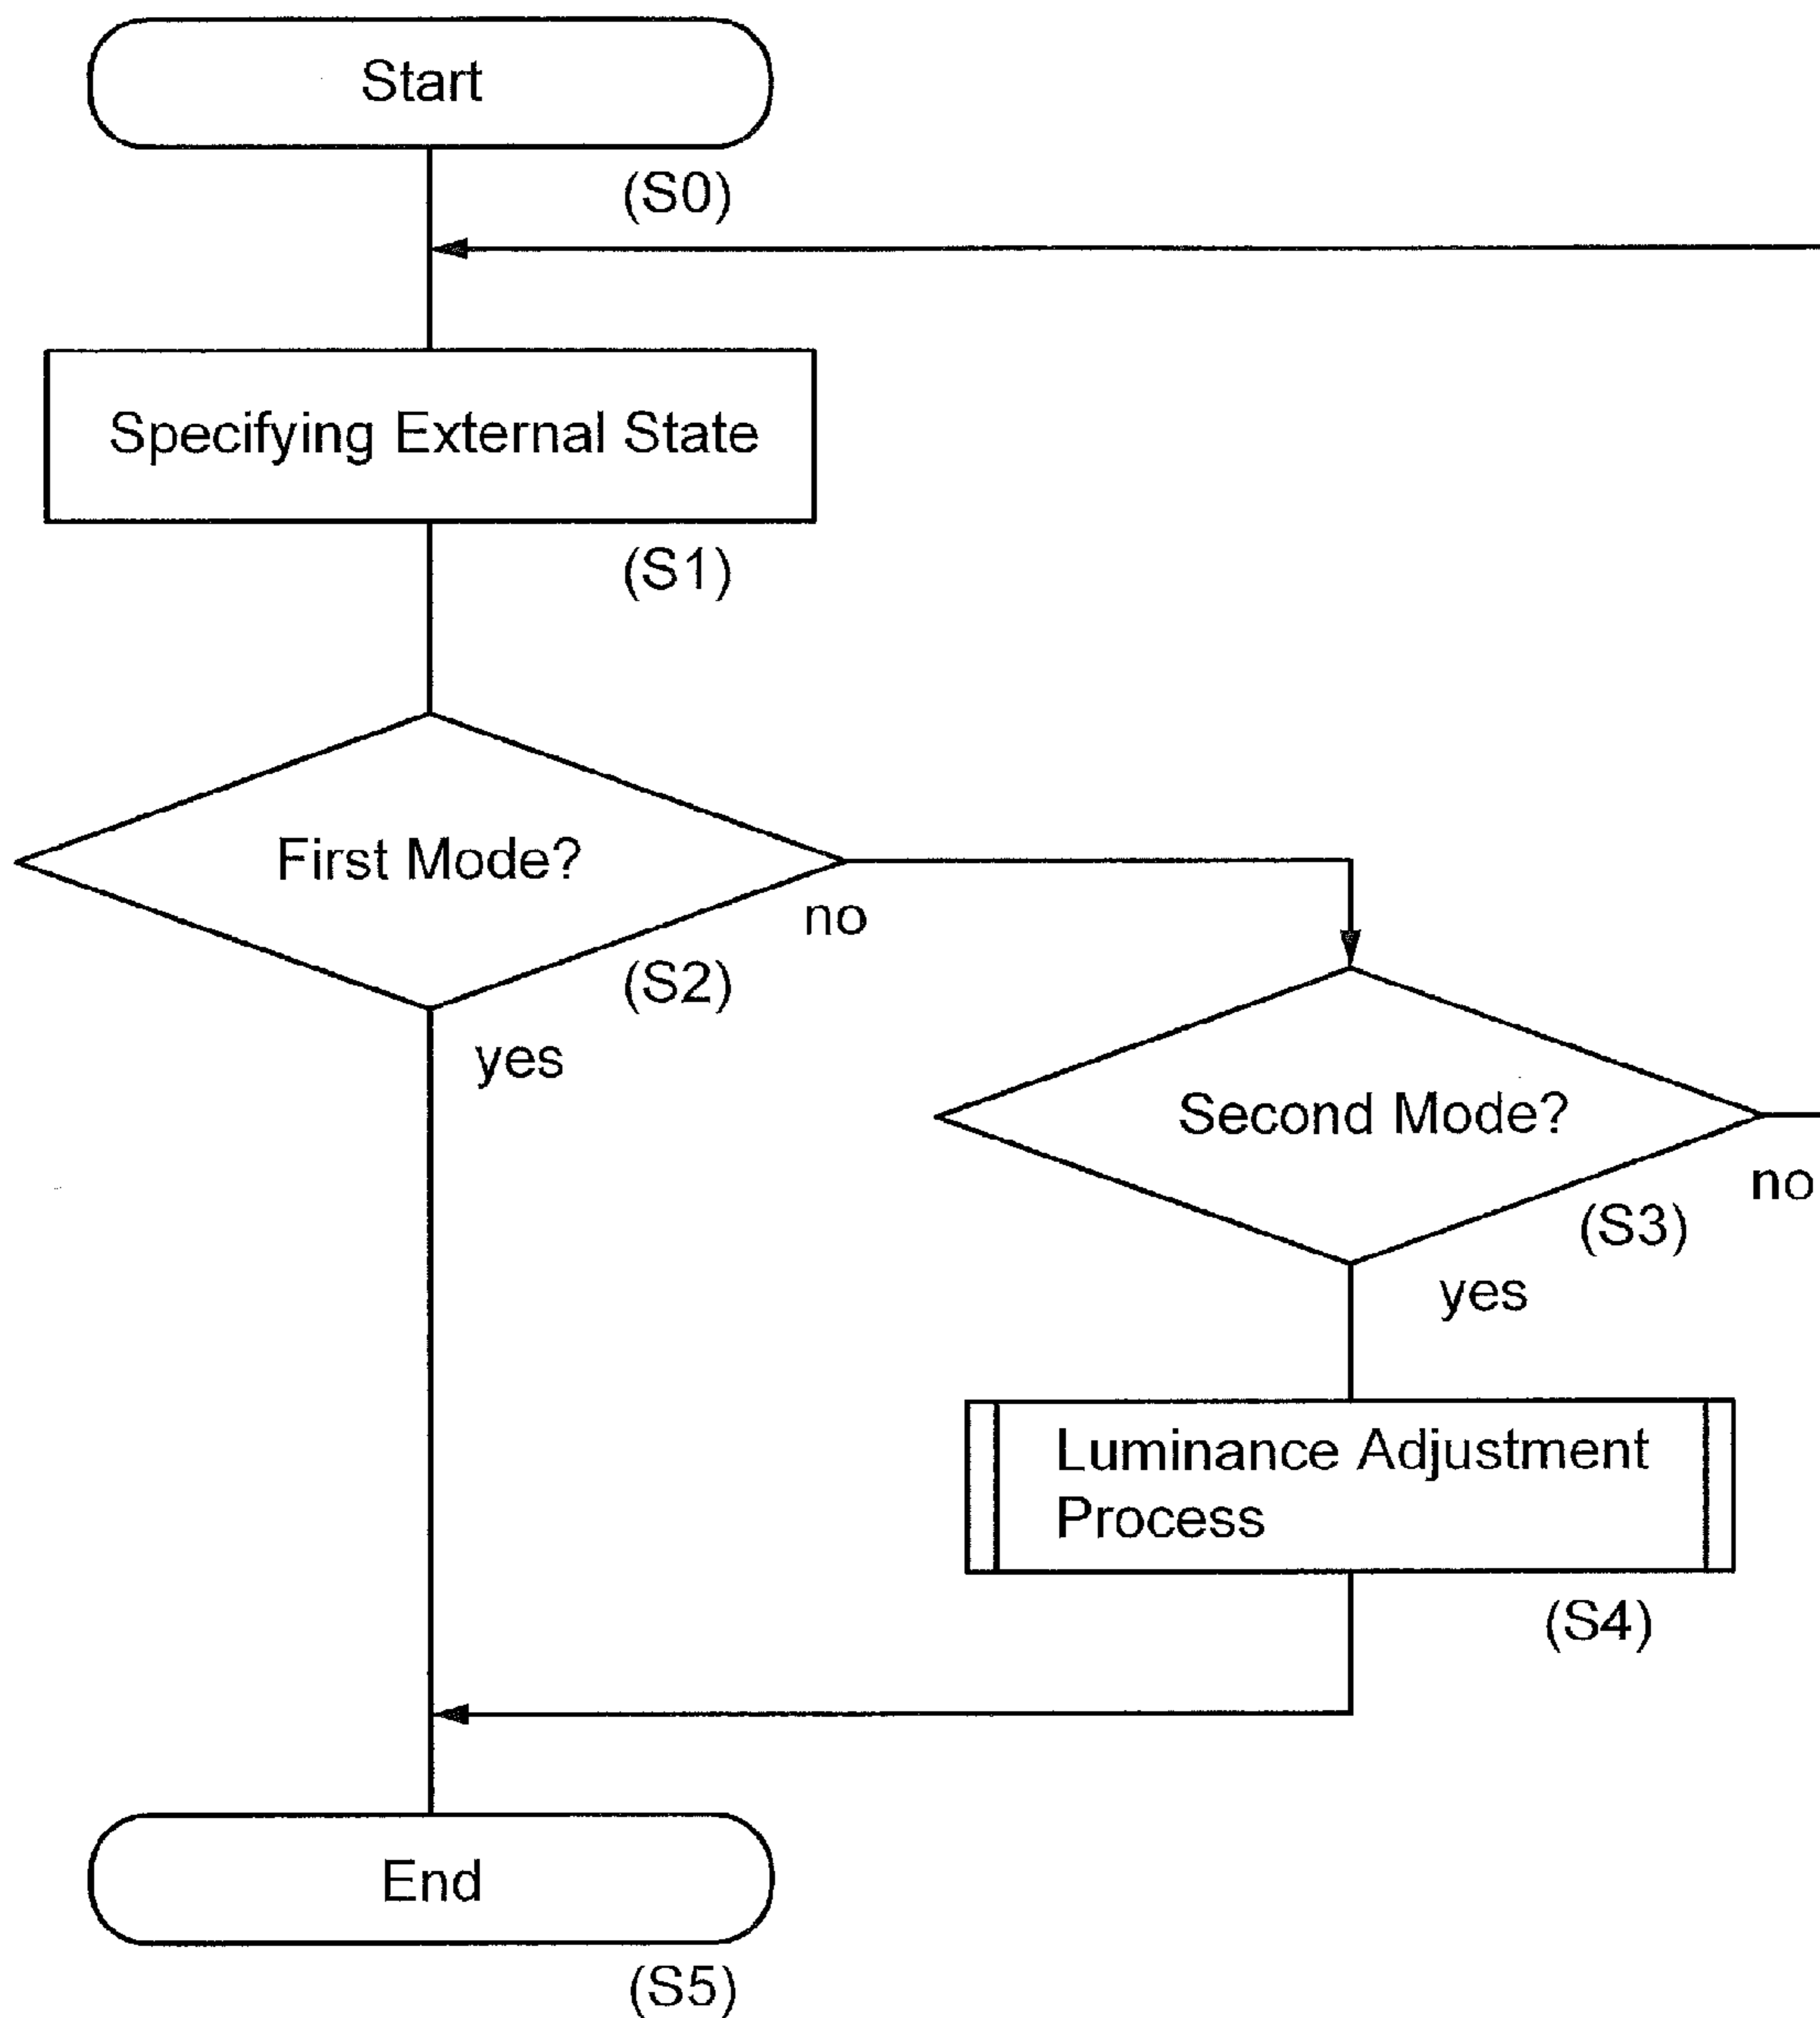 Start
(S0)
Specifying External State
(S1)
First Mode?
no
(S2)
yes
Second Mode?
no
(S3)
yes
Luminance Adjustment
Process
(S4)
End
(S5)